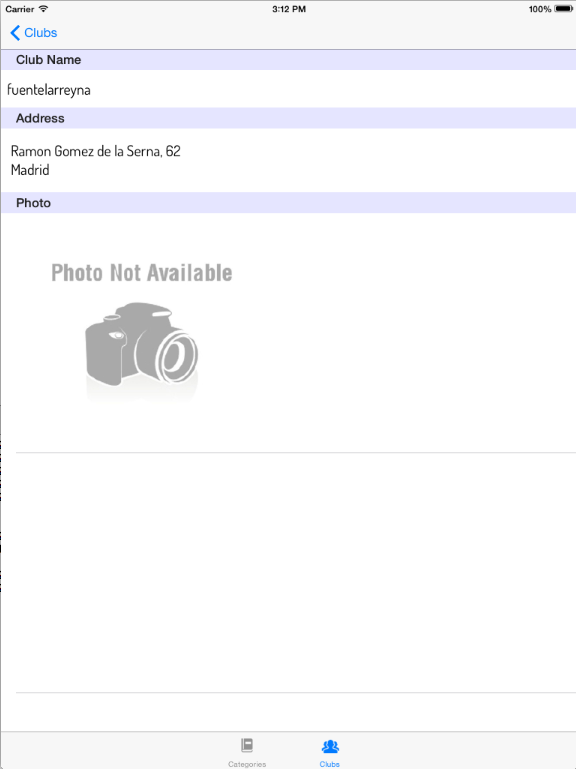 Carrier 3:12 PM 100%
Clubs
Club Name
fuentelarreyna
Address
Ramon Gomez de la Serna, 62
Madrid
Photo
Photo Not Available
Categories Clubs